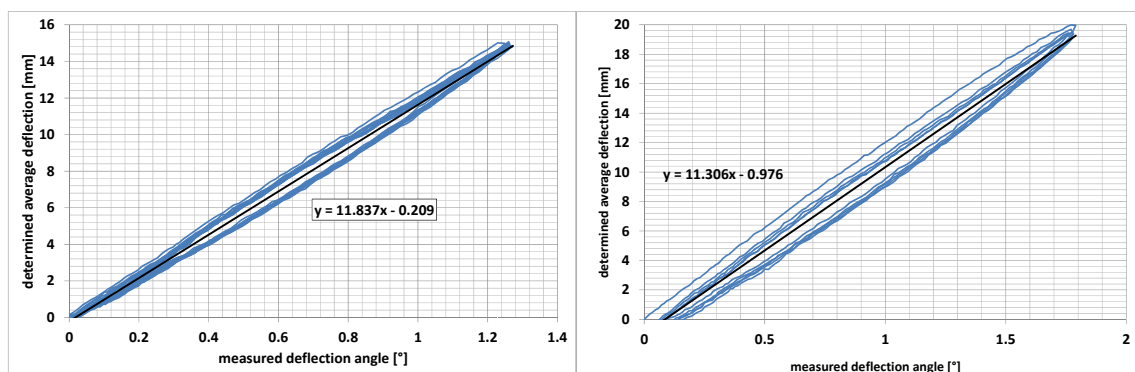 determined average deflection [mm]
16
14
12
10
8
6
4
2
0
y = 11.837x - 0.209
0 0.2 0.4 0.6 0.8 1 1.2 1.4
measured deflection angle [°]
determined average deflection [mm]
20
18
16
14
12
10
8
6
4
2
0
y = 11.306x - 0.976
0 0.5 1 1.5 2
measured deflection angle [°]